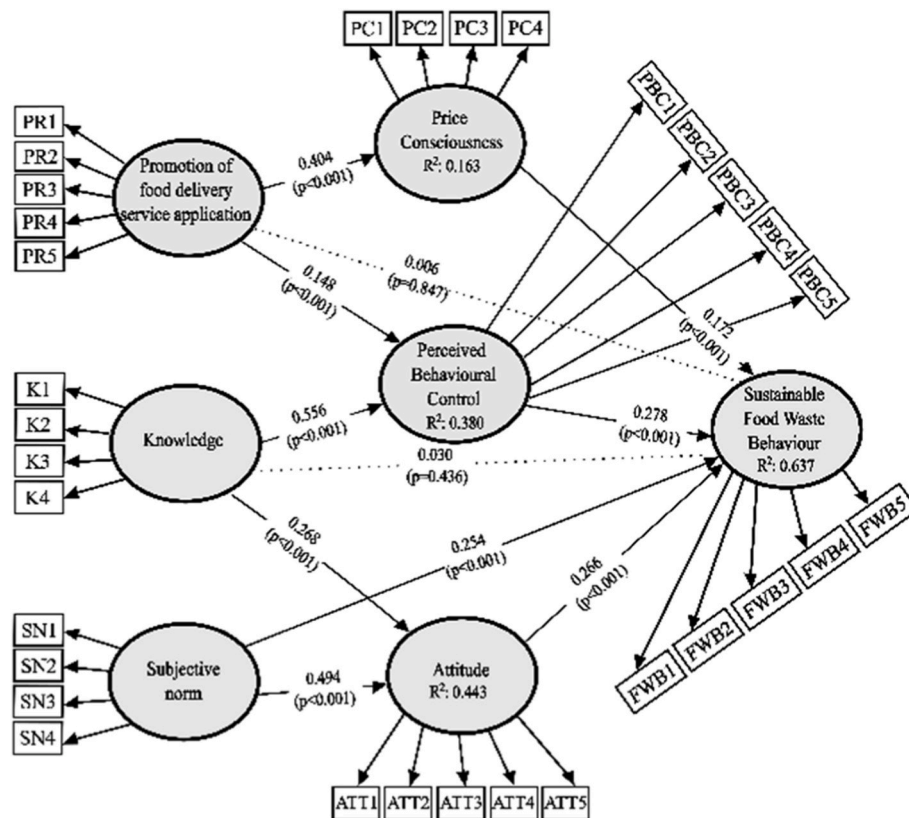 PC1 PC2 PC3 PC4
PR1
PR2
PR3
PR4
PR5
Promotion of
food delivery
service application
0.404
(p<0.001)
Price
Consciousness
R²: 0.163
PBC1
PBC2
PBC3
PBC4
PBC5
0.148
(p<0.001)
0.006
(p=0.847)
0.172
(p<0.001)
K1
K2
K3
K4
Knowledge
0.556
(p<0.001)
Perceived
Behavioural
Control
R²: 0.380
0.278
(p<0.001)
Sustainable
Food Waste
Behaviour
R²: 0.637
0.030
(p=0.436)
0.268
(p<0.001)
0.254
(p<0.001)
0.266
(p<0.001)
FWB1
FWB2
FWB3
FWB4
FWB5
SN1
SN2
SN3
SN4
Subjective
norm
0.494
(p<0.001)
Attitude
R²: 0.443
ATT1 ATT2 ATT3 ATT4 ATT5